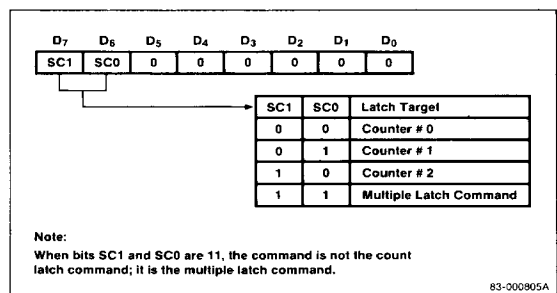 D7 D6 D5 D4 D3 D2 D1 D0
SC1 SC0 0 0 0 0 0 0
SC1 SC0 Latch Target
0 0 Counter # 0
0 1 Counter # 1
1 0 Counter # 2
1 1 Multiple Latch Command
Note:
When bits SC1 and SC0 are 11, the command is not the count
latch command; it is the multiple latch command.
83-000805A